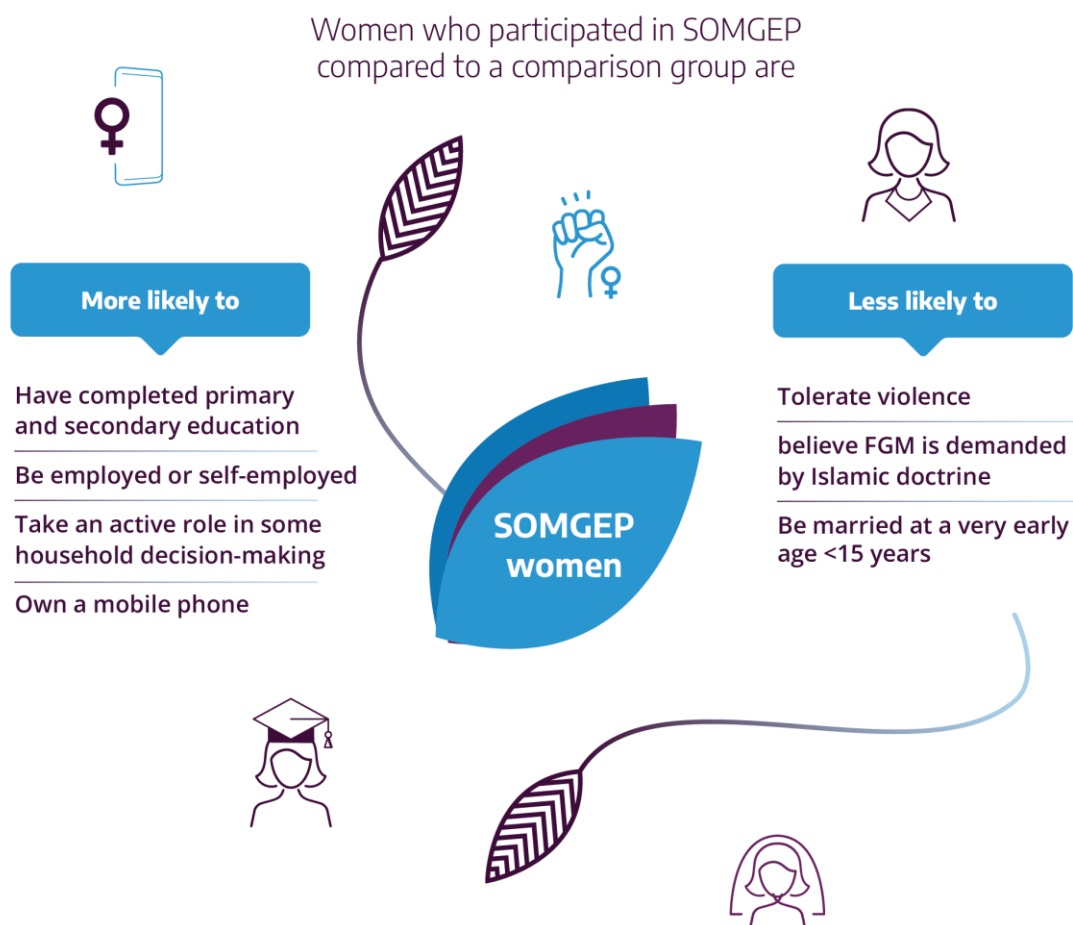 Women who participated in SOMGEP
compared to a comparison group are
More likely to
Have completed primary
and secondary education
Be employed or self-employed
Take an active role in some
household decision-making
Own a mobile phone
SOMGEP
women
Less likely to
Tolerate violence
believe FGM is demanded
by Islamic doctrine
Be married at a very early
age <15 years